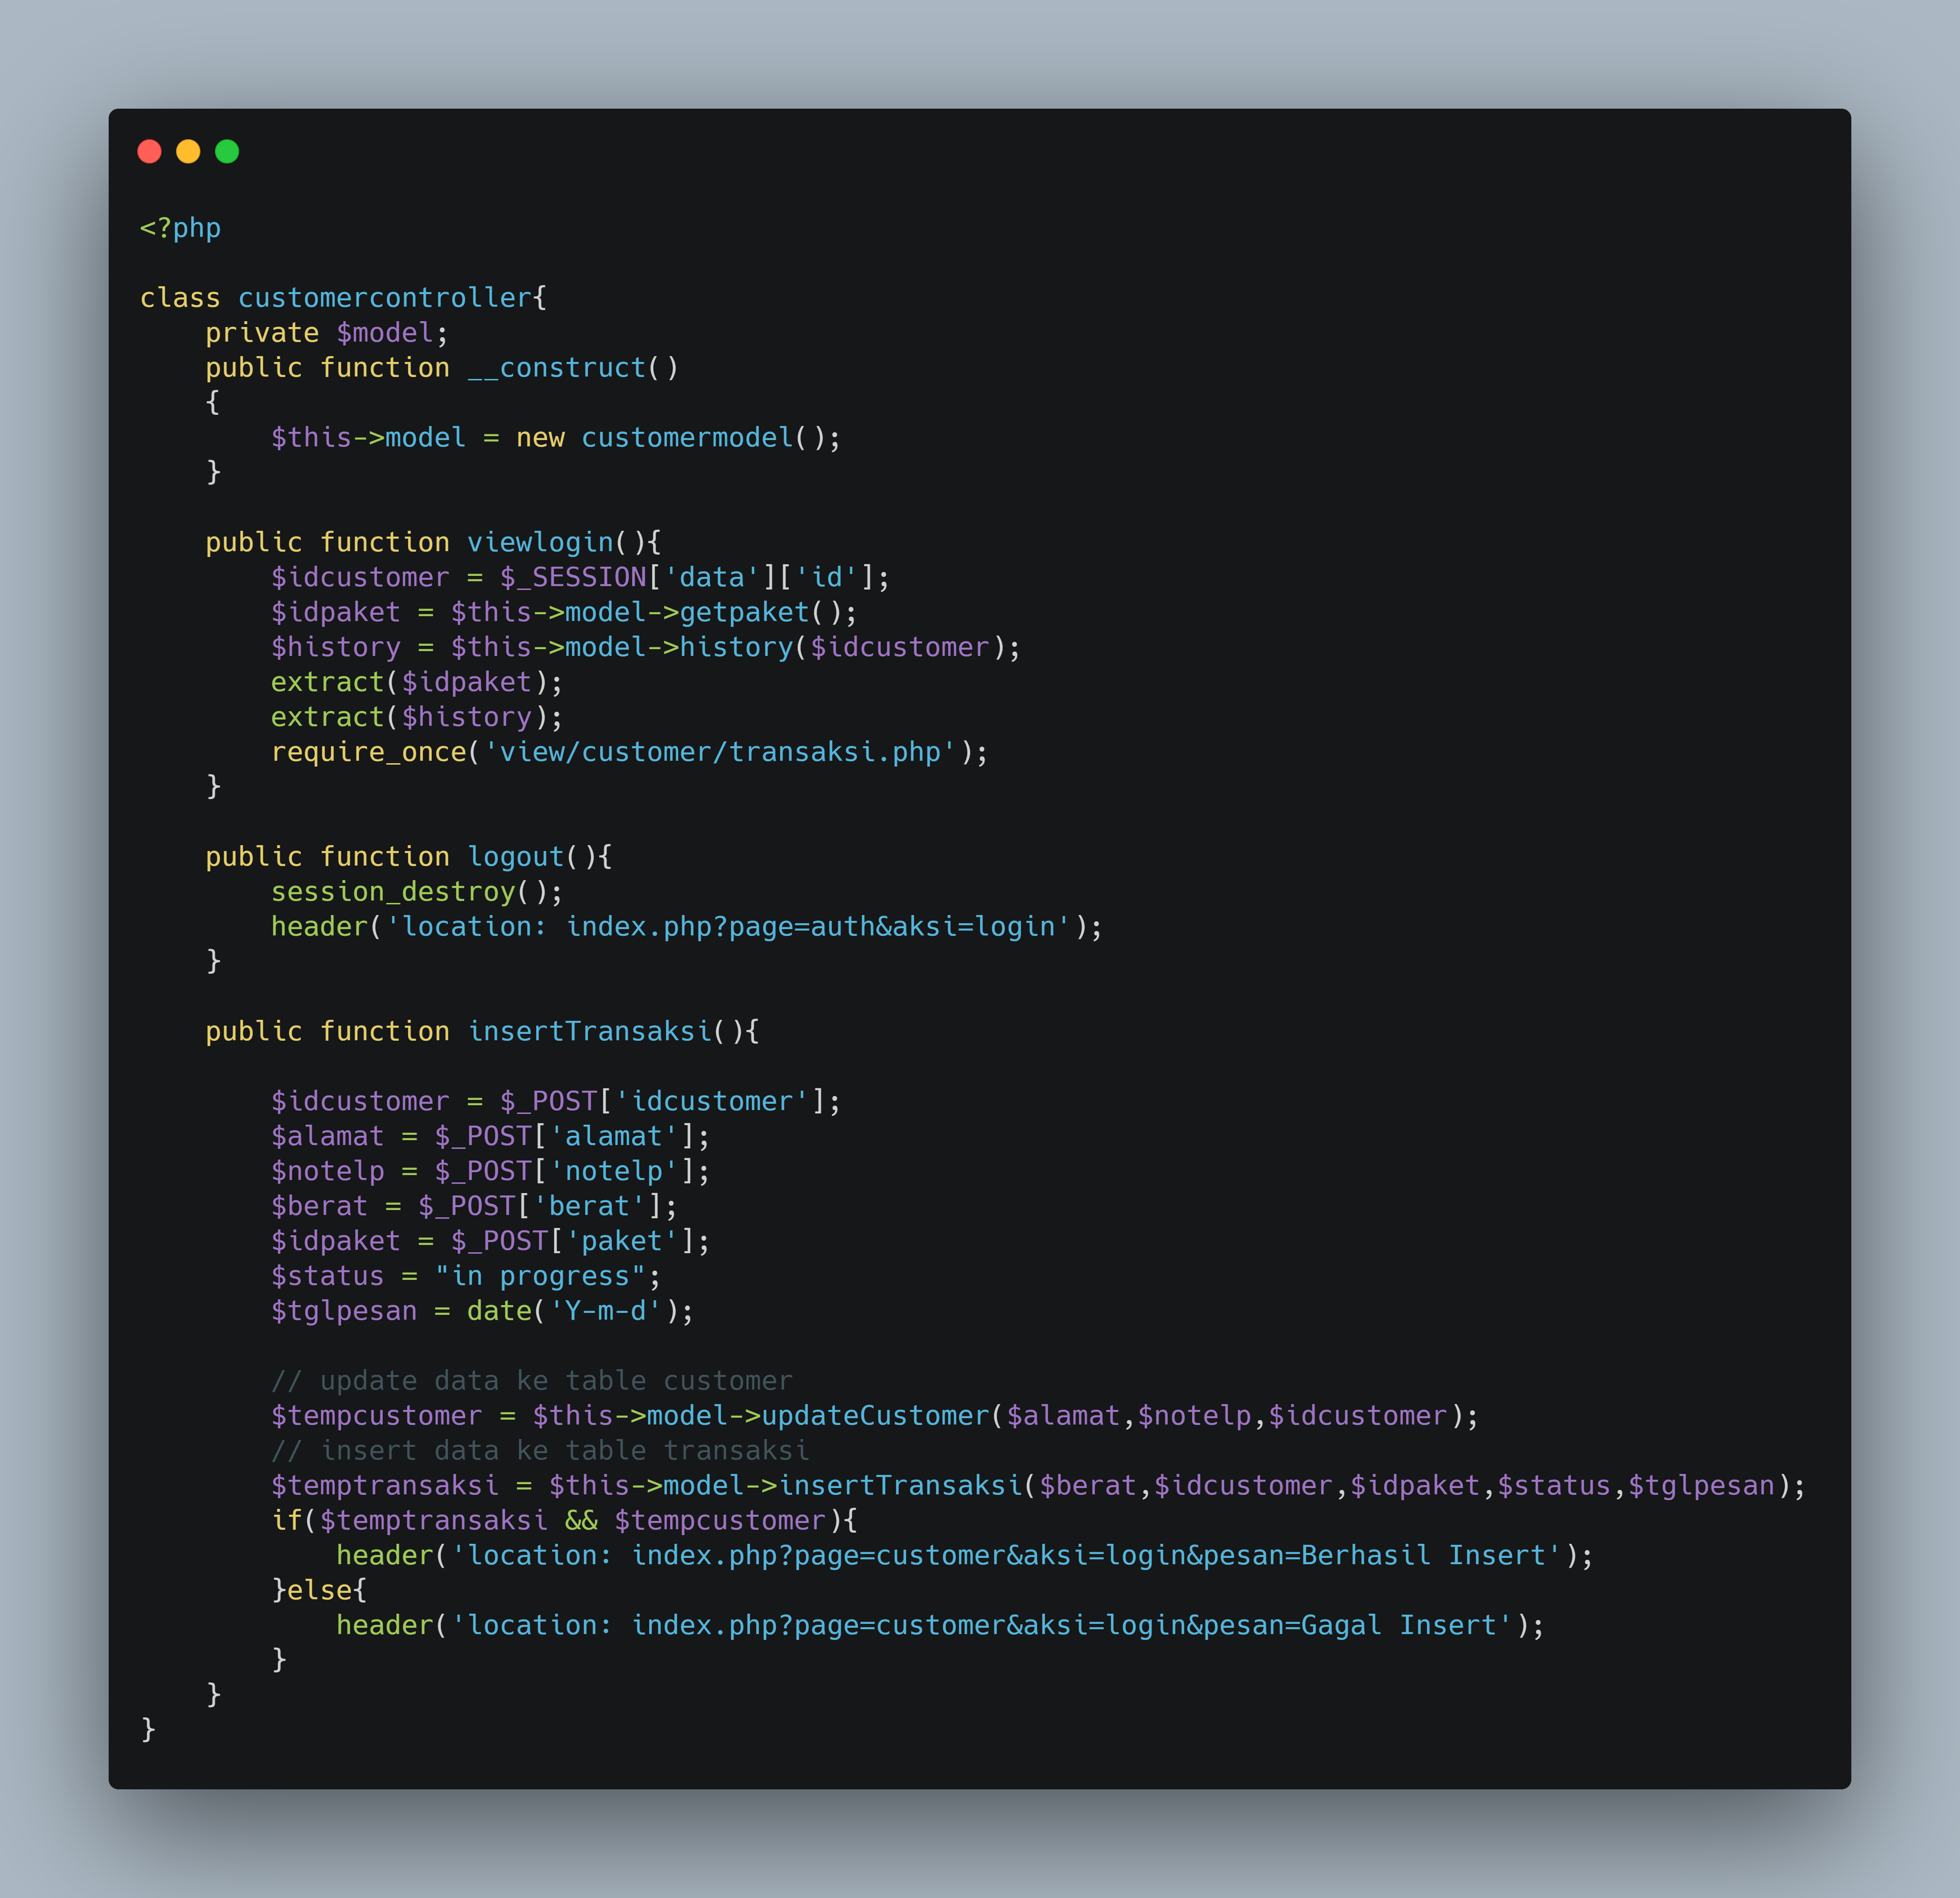 <?php

class customercontroller{
    private $model;
    public function __construct()
    {
        $this->model = new customermodel();
    }

    public function viewlogin(){
        $idcustomer = $_SESSION['data']['id'];
        $idpaket = $this->model->getpaket();
        $history = $this->model->history($idcustomer);
        extract($idpaket);
        extract($history);
        require_once('view/customer/transaksi.php');
    }

    public function logout(){
        session_destroy();
        header('location: index.php?page=auth&aksi=login');
    }

    public function insertTransaksi(){

        $idcustomer = $_POST['idcustomer'];
        $alamat = $_POST['alamat'];
        $notelp = $_POST['notelp'];
        $berat = $_POST['berat'];
        $idpaket = $_POST['paket'];
        $status = "in progress";
        $tglpesan = date('Y-m-d');

        // update data ke table customer
        $tempcustomer = $this->model->updateCustomer($alamat,$notelp,$idcustomer);
        // insert data ke table transaksi
        $temptransaksi = $this->model->insertTransaksi($berat,$idcustomer,$idpaket,$status,$tglpesan);
        if($temptransaksi && $tempcustomer){
            header('location: index.php?page=customer&aksi=login&pesan=Berhasil Insert');
        }else{
            header('location: index.php?page=customer&aksi=login&pesan=Gagal Insert');
        }
    }
}